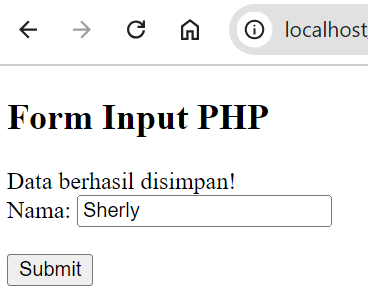 localhost
Form Input PHP
Data berhasil disimpan!
Nama: Sherly
Submit